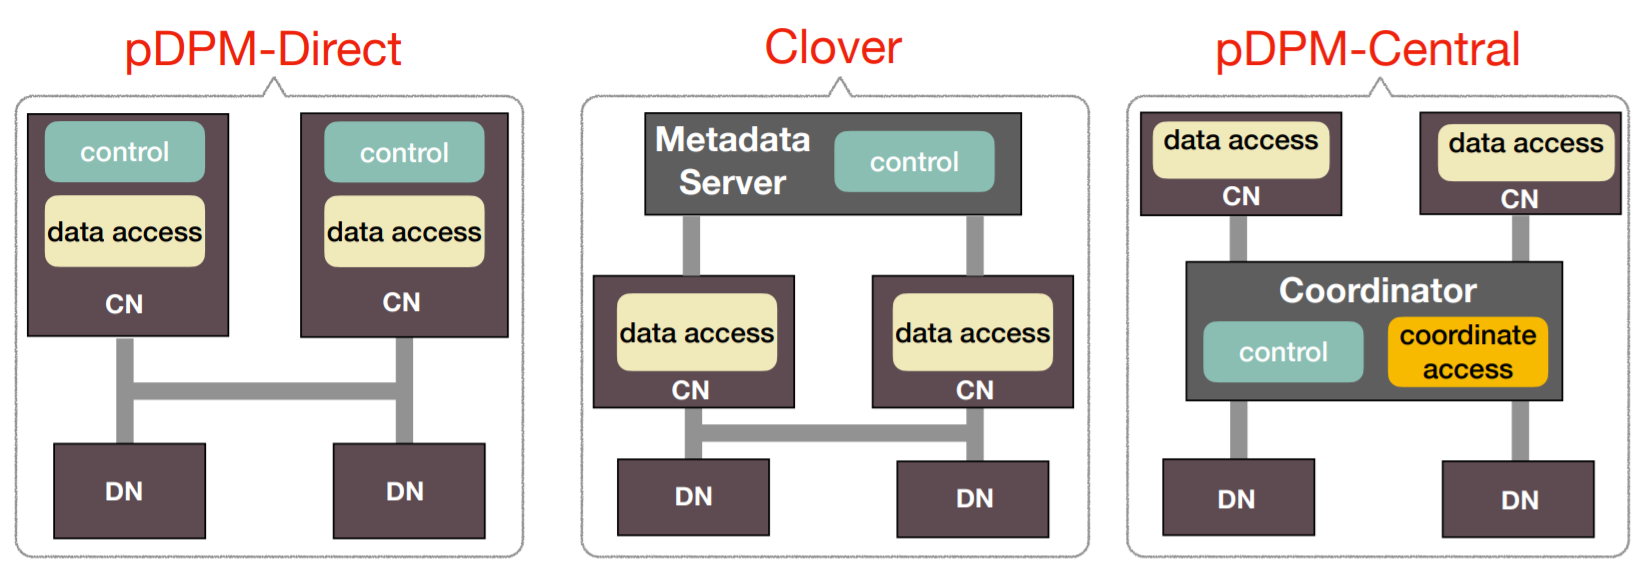 pDPM-Direct
control
data access
CN
control
data access
CN
DN
DN
Clover
Metadata
Server
control
data access
CN
data access
CN
DN
DN
pDPM-Central
data access
CN
data access
CN
Coordinator
control
coordinate
access
DN
DN